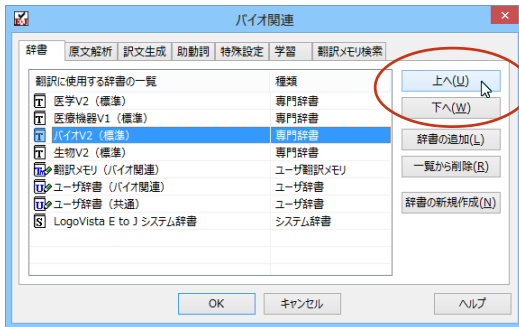 バイオ関連
辞書 原文解析 訳文生成 助動詞 特殊設定 学習 翻訳メモリ検索
翻訳に使用する辞書の一覧 種類
医学V2（標準） 専門辞書
医療機器V1（標準） 専門辞書
バイオV2（標準） 専門辞書
生物V2（標準） 専門辞書
翻訳メモリ（バイオ関連） ユーザ翻訳メモリ
ユーザ辞書（バイオ関連） ユーザ辞書
ユーザ辞書（共通） ユーザ辞書
LogoVista E to J システム辞書 システム辞書
上へ(U)
下へ(W)
辞書の追加(L)
一覧から削除(R)
辞書の新規作成(N)
OK キャンセル ヘルプ